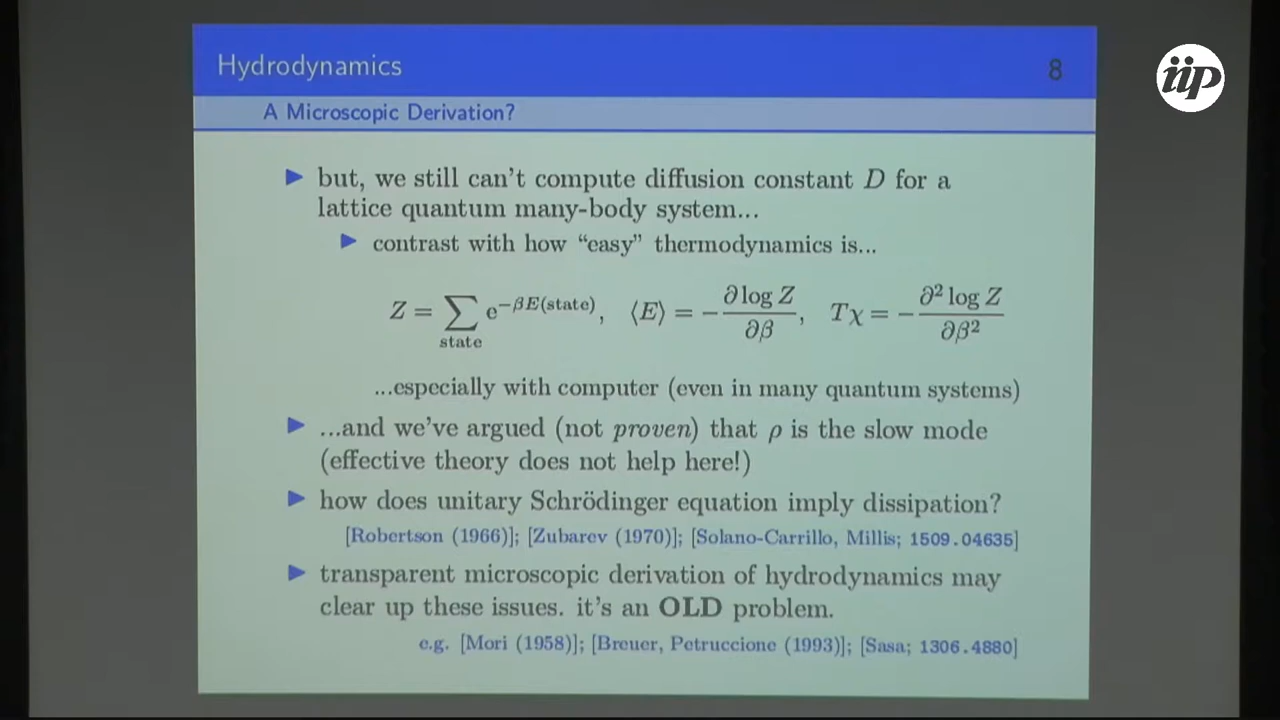 Hydrodynamics 8
iip
A Microscopic Derivation?
▶ but, we still can't compute diffusion constant D for a
lattice quantum many-body system...
▶ contrast with how “easy” thermodynamics is...
Z = ∑_{state} e^{−βE(state)}, ⟨E⟩ = −∂ log Z/∂β, Tχ = −∂² log Z/∂β²
...especially with computer (even in many quantum systems)
▶ ...and we've argued (not proven) that ρ is the slow mode
(effective theory does not help here!)
▶ how does unitary Schrödinger equation imply dissipation?
[Robertson (1966)]; [Zubarev (1970)]; [Solano-Carrillo, Millis; 1509.04635]
▶ transparent microscopic derivation of hydrodynamics may
clear up these issues. it's an OLD problem.
e.g. [Mori (1958)]; [Breuer, Petruccione (1993)]; [Sasa; 1306.4880]